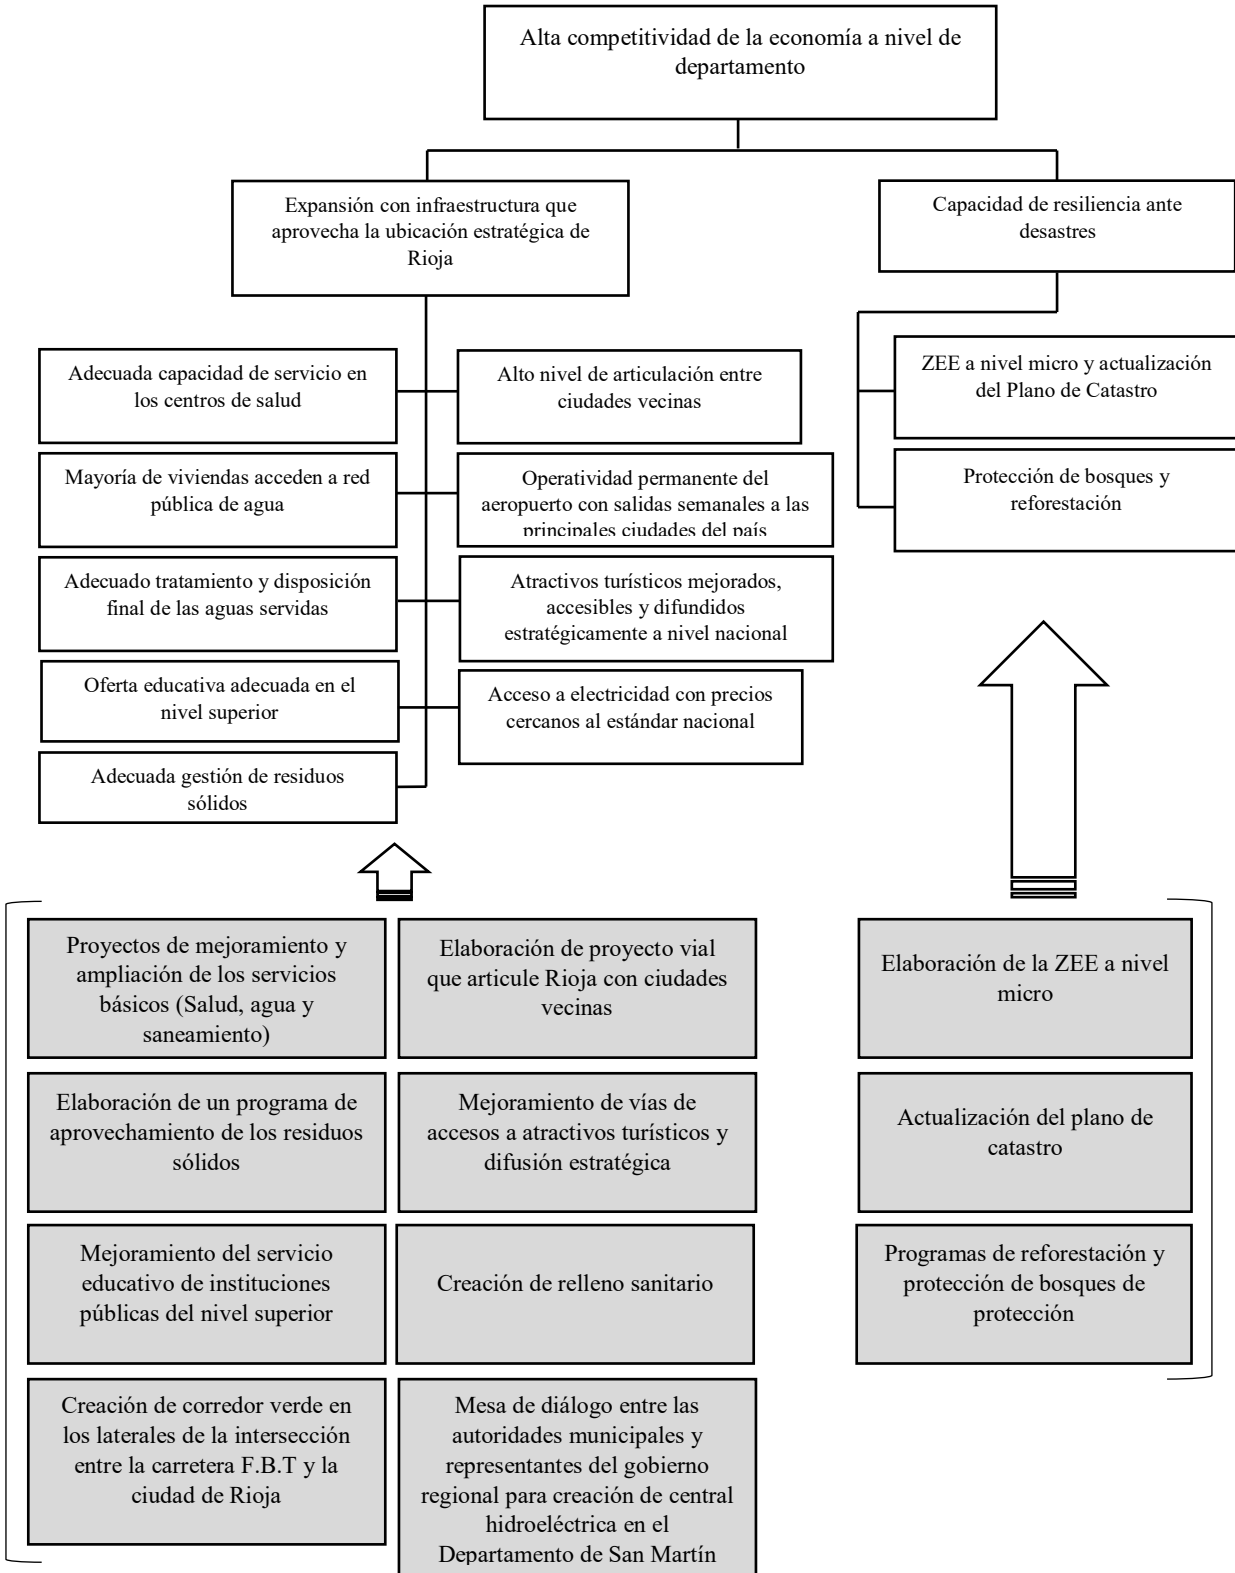 Alta competitividad de la economía a nivel de
departamento
Expansión con infraestructura que
aprovecha la ubicación estratégica de
Rioja
Capacidad de resiliencia ante
desastres
Adecuada capacidad de servicio en
los centros de salud
Alto nivel de articulación entre
ciudades vecinas
ZEE a nivel micro y actualización
del Plano de Catastro
Mayoría de viviendas acceden a red
pública de agua
Operatividad permanente del
aeropuerto con salidas semanales a las
principales ciudades del país
Protección de bosques y
reforestación
Adecuado tratamiento y disposición
final de las aguas servidas
Atractivos turísticos mejorados,
accesibles y difundidos
estratégicamente a nivel nacional
Oferta educativa adecuada en el
nivel superior
Acceso a electricidad con precios
cercanos al estándar nacional
Adecuada gestión de residuos
sólidos
Proyectos de mejoramiento y
ampliación de los servicios
básicos (Salud, agua y
saneamiento)
Elaboración de proyecto vial
que articule Rioja con ciudades
vecinas
Elaboración de la ZEE a nivel
micro
Elaboración de un programa de
aprovechamiento de los residuos
sólidos
Mejoramiento de vías de
accesos a atractivos turísticos y
difusión estratégica
Actualización del plano de
catastro
Mejoramiento del servicio
educativo de instituciones
públicas del nivel superior
Creación de relleno sanitario
Programas de reforestación y
protección de bosques de
protección
Creación de corredor verde en
los laterales de la intersección
entre la carretera F.B.T y la
ciudad de Rioja
Mesa de diálogo entre las
autoridades municipales y
representantes del gobierno
regional para creación de central
hidroeléctrica en el
Departamento de San Martín